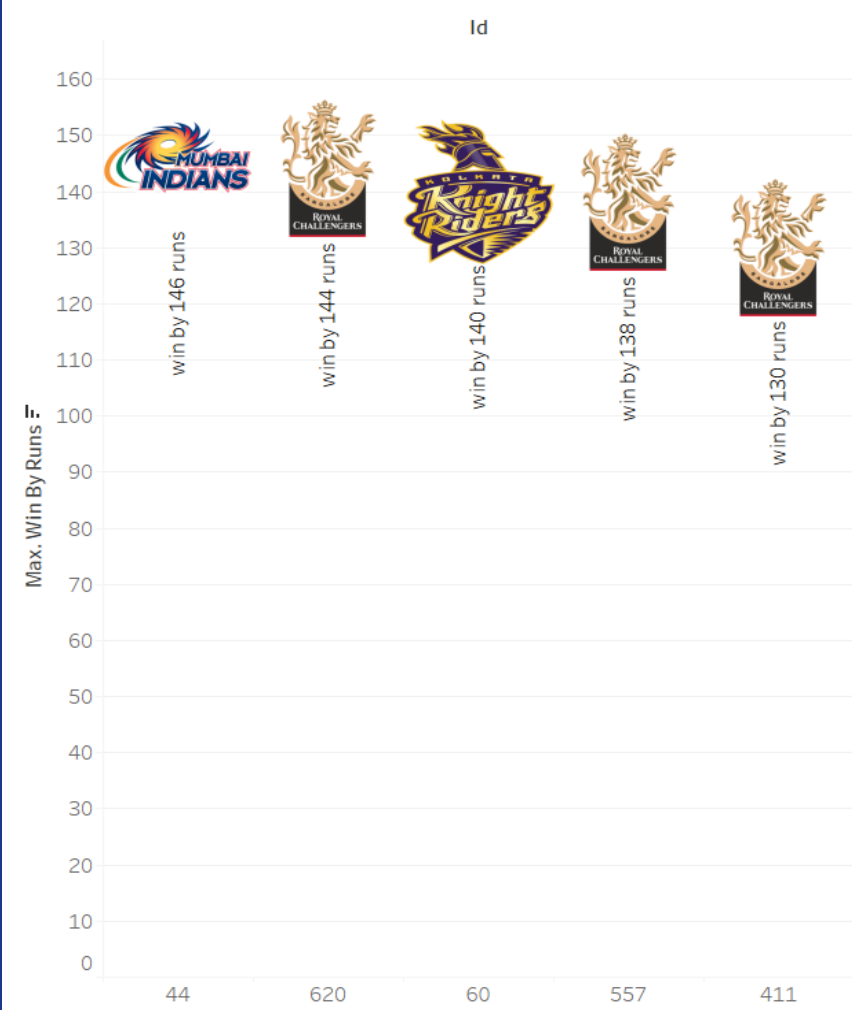 Id
160
150
140
130
120
110
100
90
80
70
60
50
40
30
20
10
0
Max. Win By Runs
MUMBAI
INDIANS
win by 146 runs
BANGALORE
ROYAL
CHALLENGERS
win by 144 runs
KOLKATA
Knight
Riders
win by 140 runs
BANGALORE
ROYAL
CHALLENGERS
win by 138 runs
BANGALORE
ROYAL
CHALLENGERS
win by 130 runs
44 620 60 557 411